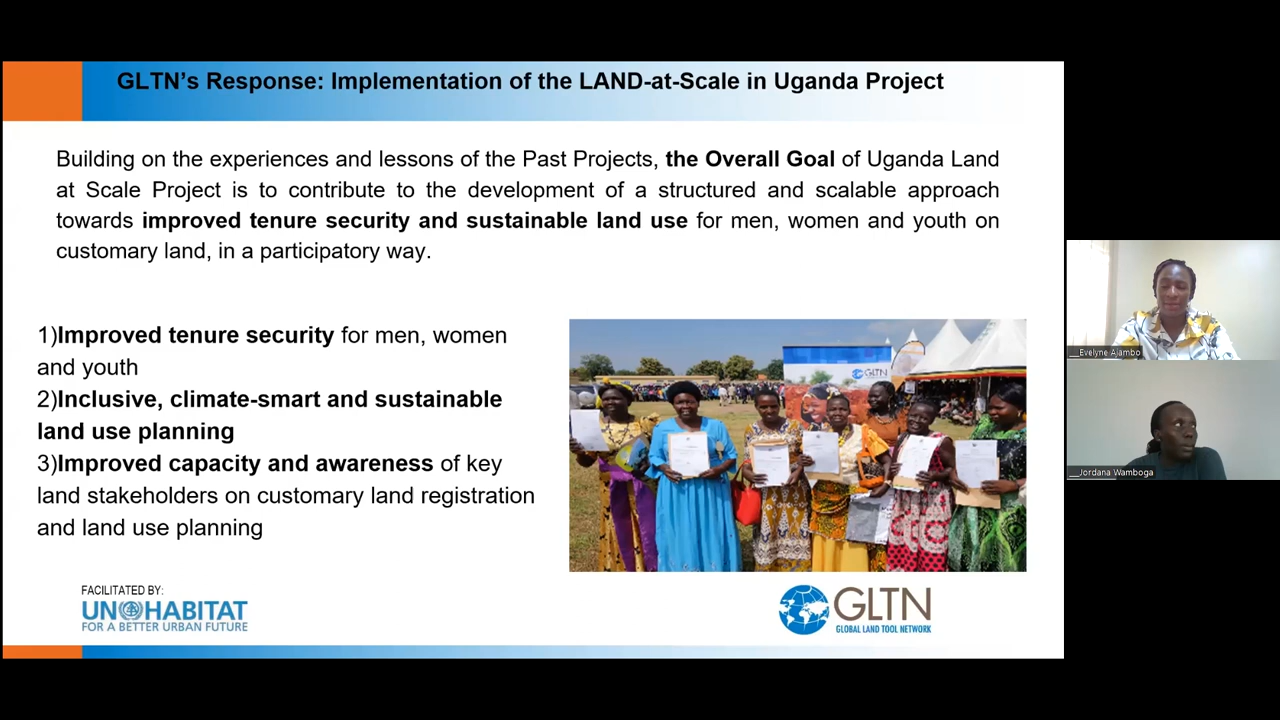 GLTN's Response: Implementation of the LAND-at-Scale in Uganda Project
Building on the experiences and lessons of the Past Projects, the Overall Goal of Uganda Land
at Scale Project is to contribute to the development of a structured and scalable approach
towards improved tenure security and sustainable land use for men, women and youth on
customary land, in a participatory way.
1)Improved tenure security for men, women
and youth
2)Inclusive, climate-smart and sustainable
land use planning
3)Improved capacity and awareness of key
land stakeholders on customary land registration
and land use planning
GLTN
FACILITATED BY:
UN HABITAT
FOR A BETTER URBAN FUTURE
GLTN
GLOBAL LAND TOOL NETWORK
__Evelyne Ajambo
__Jordana Wamboga